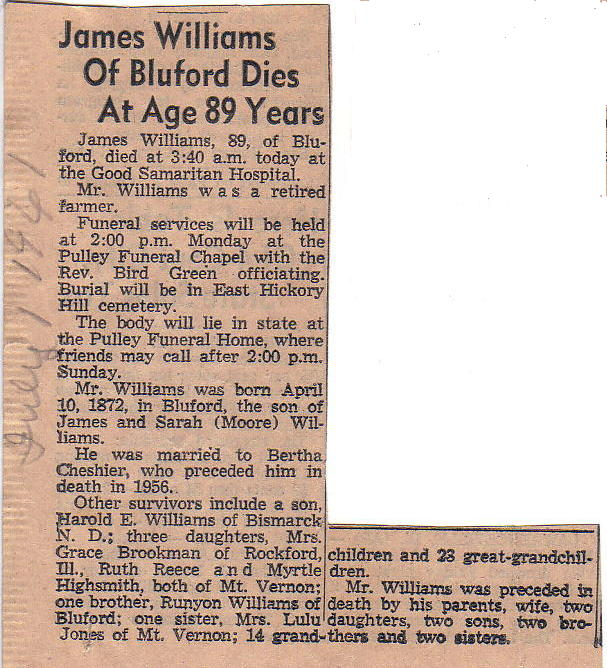 James Williams
Of Bluford Dies
At Age 89 Years
James Williams, 89, of Blu-
ford, died at 3:40 a.m. today at
the Good Samaritan Hospital.
Mr. Williams was a retired
farmer.
Funeral services will be held
at 2:00 p.m. Monday at the
Pulley Funeral Chapel with the
Rev. Bird Green officiating.
Burial will be in East Hickory
Hill cemetery.
The body will lie in state at
the Pulley Funeral Home, where
friends may call after 2:00 p.m.
Sunday.
Mr. Williams was born April
10, 1872, in Bluford, the son of
James and Sarah (Moore) Wil-
liams.
He was married to Bertha
Cheshier, who preceded him in
death in 1956.
Other survivors include a son,
Harold E. Williams of Bismarck
N. D.; three daughters, Mrs.
Grace Brookman of Rockford,
Ill., Ruth Reece and Myrtle
Highsmith, both of Mt. Vernon;
one brother, Runyon Williams of
Bluford; one sister, Mrs. Lulu
Jones of Mt. Vernon; 14 grand-
children and 23 great-grandchil-
dren.
Mr. Williams was preceded in
death by his parents, wife, two
daughters, two sons, two bro-
thers and two sisters.
1961